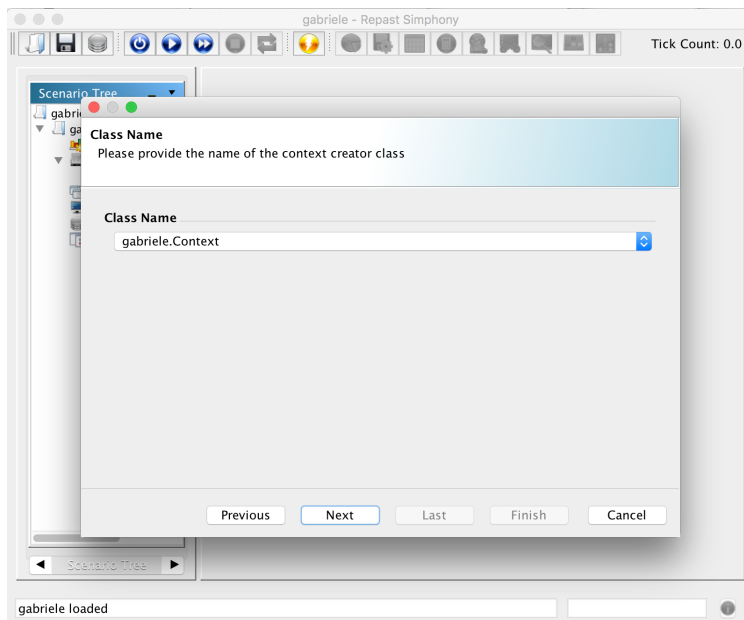 gabriele - Repast Simphony
Tick Count: 0.0
Scenario Tree
gabrie
ga
Class Name
Please provide the name of the context creator class
Class Name
gabriele.Context
Previous Next Last Finish Cancel
Scenario Tree
gabriele loaded